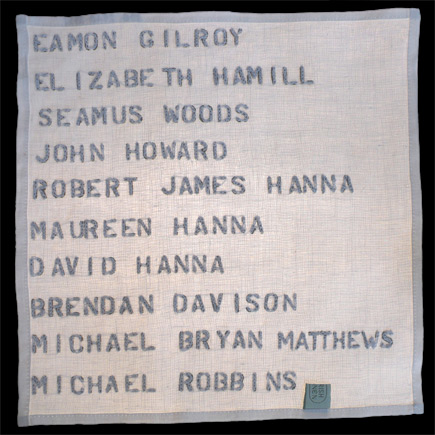 EAMON GILROY
ELIZABETH HAMILL
SEAMUS WOODS
JOHN HOWARD
ROBERT JAMES HANNA
MAUREEN HANNA
DAVID HANNA
BRENDAN DAVISON
MICHAEL BRYAN MATTHEWS
MICHAEL ROBBINS